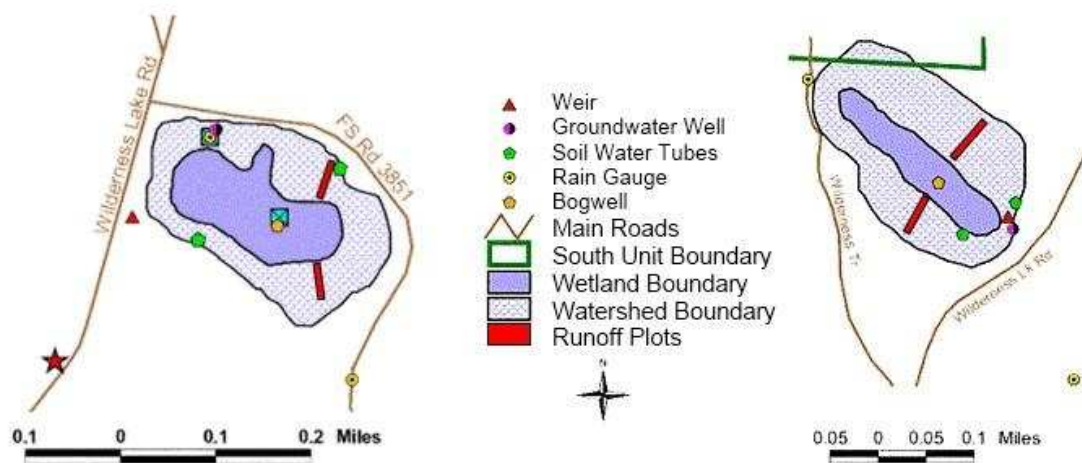 Wilderness Lake Rd
FS Rd 3851
0.1 0 0.1 0.2 Miles
Weir
Groundwater Well
Soil Water Tubes
Rain Gauge
Bogwell
Main Roads
South Unit Boundary
Wetland Boundary
Watershed Boundary
Runoff Plots
N
Wilderness Tr
Wilderness Lk Rd
0.05 0 0.05 0.1 Miles